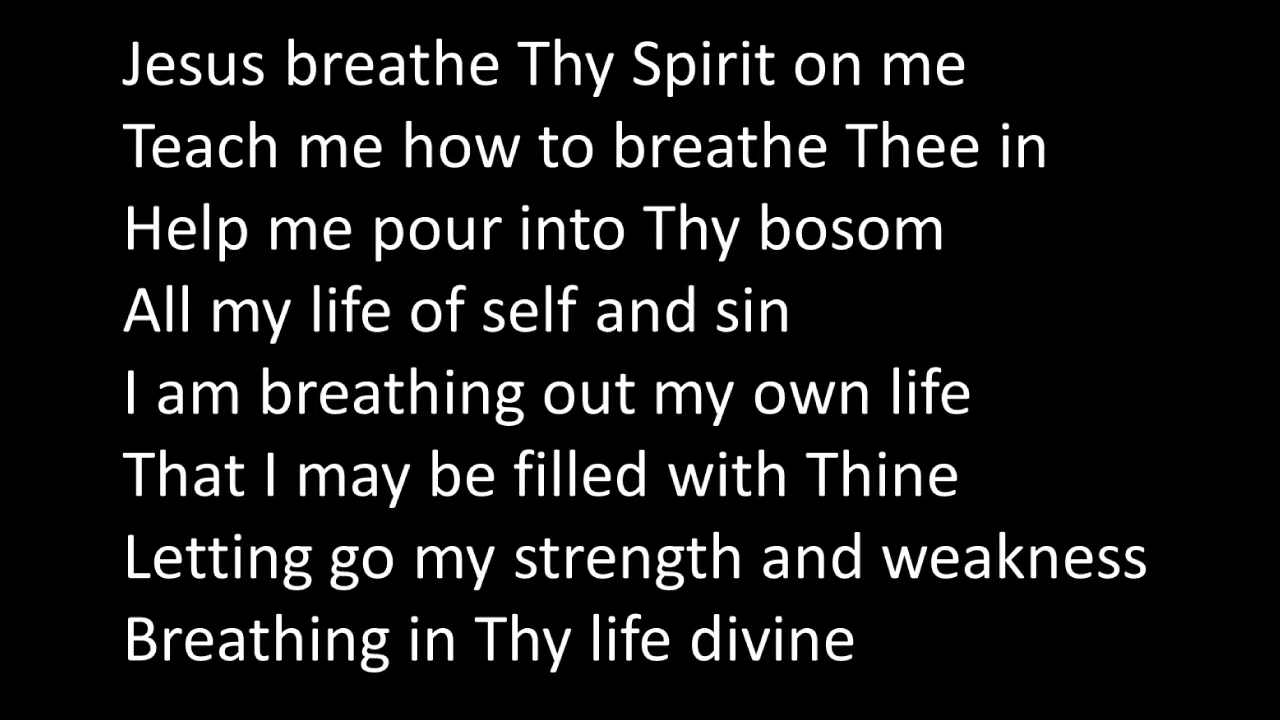 Jesus breathe Thy Spirit on me
Teach me how to breathe Thee in
Help me pour into Thy bosom
All my life of self and sin
I am breathing out my own life
That I may be filled with Thine
Letting go my strength and weakness
Breathing in Thy life divine